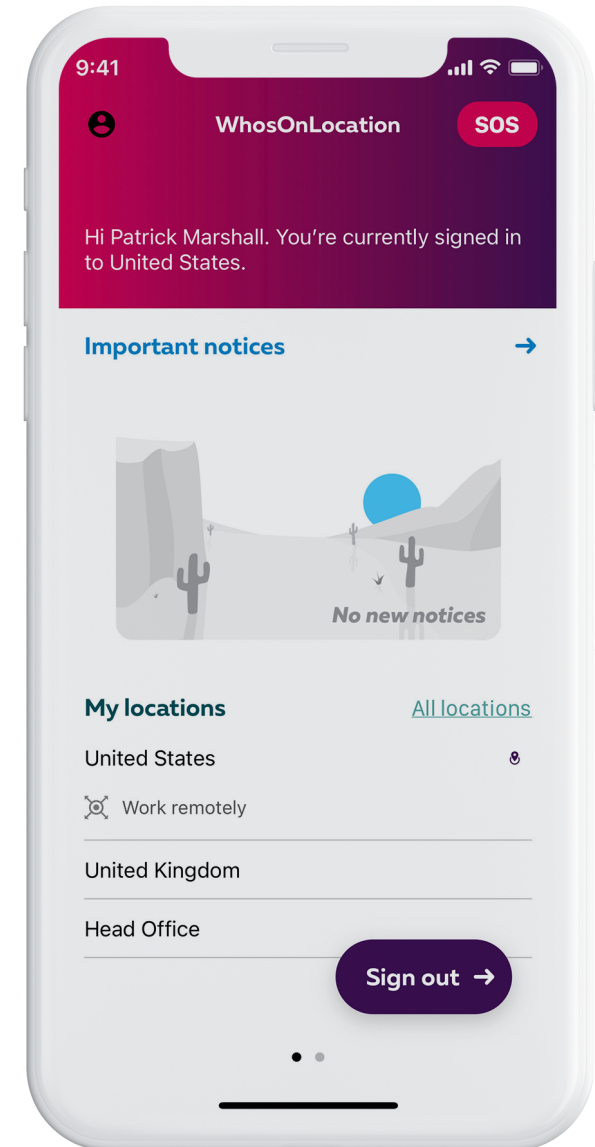 9:41
WhosOnLocation
SOS
Hi Patrick Marshall. You’re currently signed in
to United States.
Important notices →
No new notices
My locations
All locations
United States
Work remotely
United Kingdom
Head Office
Sign out →